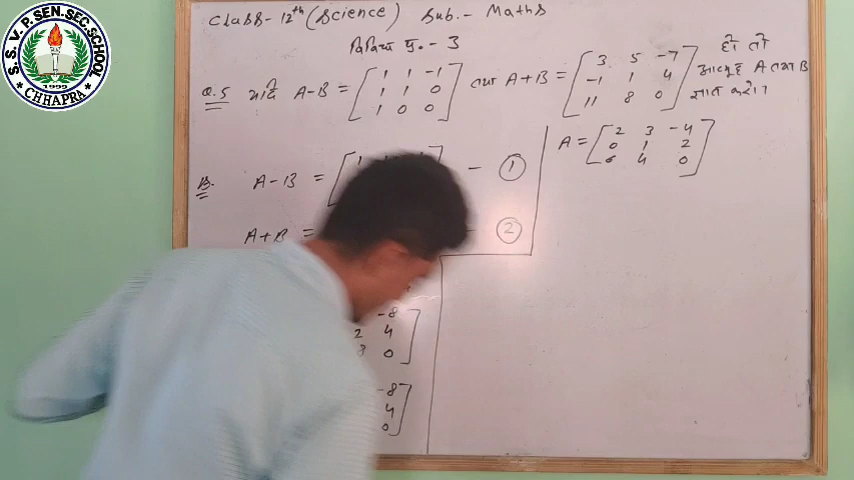 S. S. V. P. SEN. SEC. SCHOOL
CHHAPRA
Class - 12th (Science) Sub. - Maths
विविध प्र. - 3
Q.5 यदि A-B = [1 1 -1
1 1 0
1 0 0] तथा A+B = [3 5 -7
-1 1 4
11 8 0] हो तो
आव्यूह A तथा B
ज्ञात करो।
A-B = - ①
A+B = - ②
-8
2 4
8 0
-8
4
0
A = [2 3 -4
0 1 2
6 4 0]